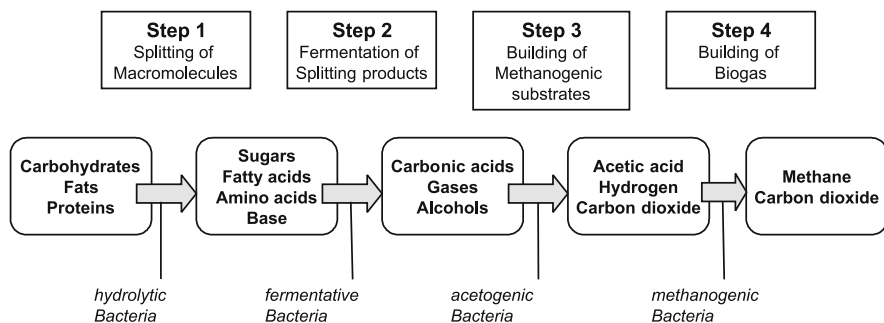 Step 1
Splitting of
Macromolecules
Step 2
Fermentation of
Splitting products
Step 3
Building of
Methanogenic
substrates
Step 4
Building of
Biogas
Carbohydrates
Fats
Proteins
Sugars
Fatty acids
Amino acids
Base
Carbonic acids
Gases
Alcohols
Acetic acid
Hydrogen
Carbon dioxide
Methane
Carbon dioxide
hydrolytic
Bacteria
fermentative
Bacteria
acetogenic
Bacteria
methanogenic
Bacteria